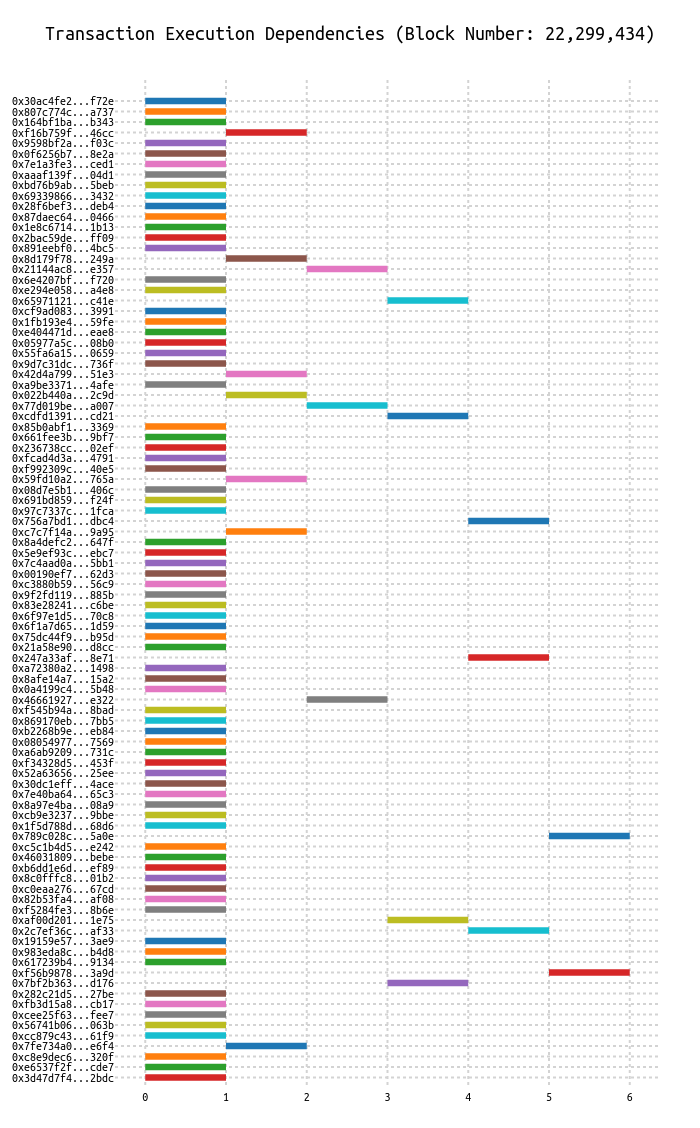 Transaction Execution Dependencies (Block Number: 22,299,434)
0x30ac4fe2...f72e
0x807c774c...a737
0x164bf1ba...b343
0xf16b759f...46cc
0x9598bf2a...f03c
0x0f6256b7...8e2a
0x7e1a3fe3...ced1
0xaaaf139f...04d1
0xbd76b9ab...5beb
0x69339866...3432
0x28f6bef3...deb4
0x87daec64...0466
0x1e8c6714...1b13
0x2bac59de...ff09
0x891eebf0...4bc5
0x8d179f78...249a
0x21144ac8...e357
0x6e4207bf...f720
0xe294e058...a4e8
0x65971121...c41e
0xcf9ad083...3991
0x1fb193e4...59fe
0xe404471d...eae8
0x05977a5c...08b0
0x55fa6a15...0659
0x9d7c31dc...736f
0x42d4a799...51e3
0xa9be3371...4afe
0x022b440a...2c9d
0x77d019be...a007
0xcdfd1391...cd21
0x85b0abf1...3369
0x661fee3b...9bf7
0x236738cc...02ef
0xfcad4d3a...4791
0xf992309c...40e5
0x59fd10a2...765a
0x08d7e5b1...406c
0x691bd859...f24f
0x97c7337c...1fca
0x756a7bd1...dbc4
0xc7c7f14a...9a95
0x8a4defc2...647f
0x5e9ef93c...ebc7
0x7c4aad0a...5bb1
0x00190ef7...62d3
0xc3880b59...56c9
0x9f2fd119...885b
0x83e28241...c6be
0x6f97e1d5...70c8
0x6f1a7d65...1d59
0x75dc44f9...b95d
0x21a58e90...d8cc
0x247a33af...8e71
0xa72380a2...1498
0x8afe14a7...15a2
0x0a4199c4...5b48
0x46661927...e322
0xf545b94a...8bad
0x869170eb...7bb5
0xb2268b9e...eb84
0x08054977...7569
0xa6ab9209...731c
0xf34328d5...453f
0x52a63656...25ee
0x30dc1eff...4ace
0x7e40ba64...65c3
0x8a97e4ba...08a9
0xcb9e3237...9bbe
0x1f5d788d...68d6
0x789c028c...5a0e
0xc5c1b4d5...e242
0x46031809...bebe
0xb6dd1e6d...ef89
0x8c0fffc8...01b2
0xc0eaa276...67cd
0x82b53fa4...af08
0xf5284fe3...8b6e
0xaf00d201...1e75
0x2c7ef36c...af33
0x19159e57...3ae9
0x983eda8c...b4d8
0x617239b4...9134
0xf56b9878...3a9d
0x7bf2b363...d176
0x282c21d5...27be
0xfb3d15a8...cb17
0xcee25f63...fee7
0x56741b06...063b
0xcc879c43...61f9
0x7fe734a0...e6f4
0xc8e9dec6...320f
0xe6537f2f...cde7
0x3d47d7f4...2bdc
0 1 2 3 4 5 6